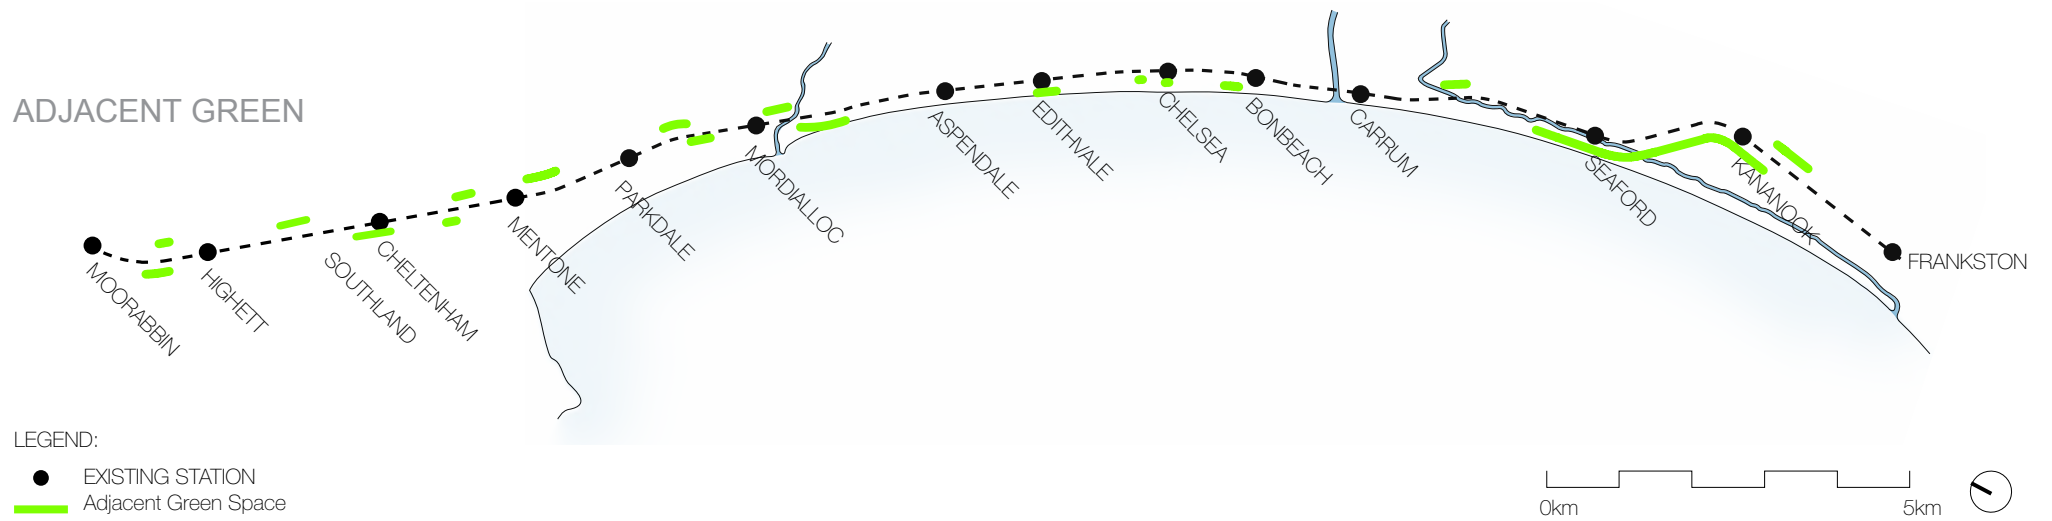 ADJACENT GREEN
MOORABBIN
HIGHETT
SOUTHLAND
CHELTENHAM
MENTONE
PARKDALE
MORDIALLOC
ASPENDALE
EDITHVALE
CHELSEA
BONBEACH
CARRUM
SEAFORD
KANANOOK
FRANKSTON
LEGEND:
EXISTING STATION
Adjacent Green Space
0km
5km